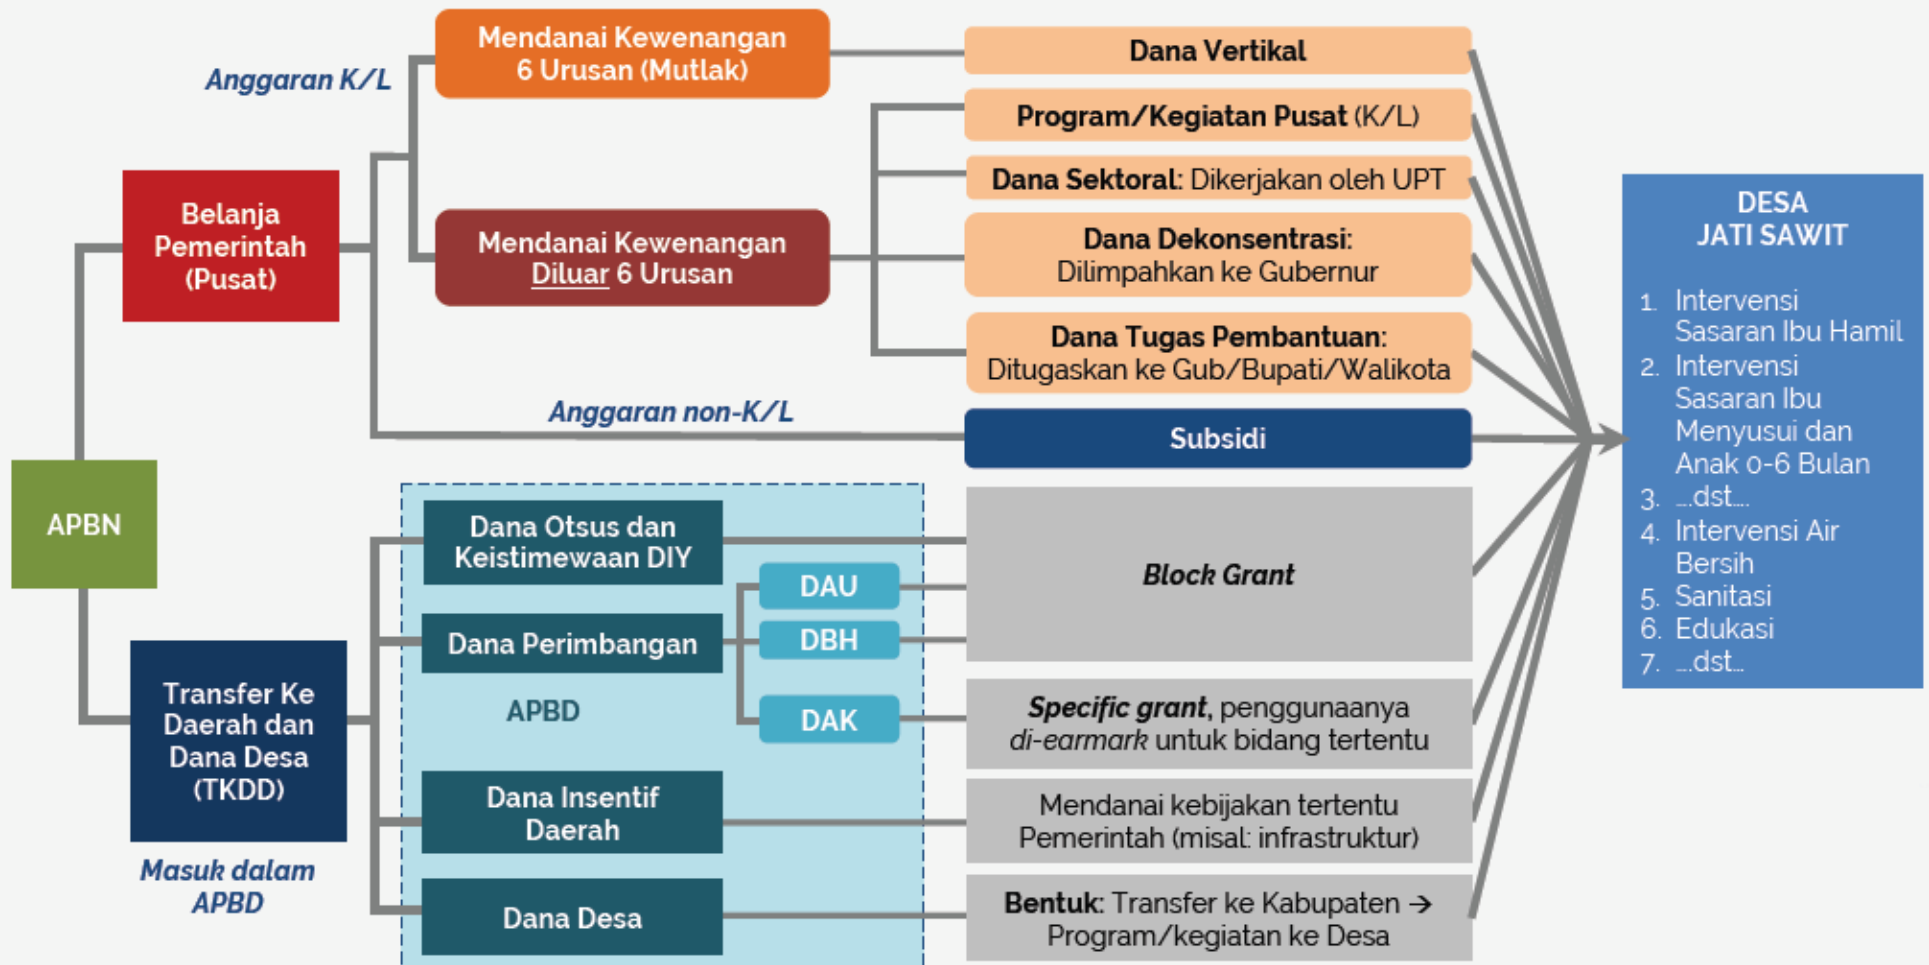 Anggaran K/L
Mendanai Kewenangan
6 Urusan (Mutlak)
Dana Vertikal
Program/Kegiatan Pusat (K/L)
Dana Sektoral: Dikerjakan oleh UPT
Belanja
Pemerintah
(Pusat)
Mendanai Kewenangan
Diluar 6 Urusan
Dana Dekonsentrasi:
Dilimpahkan ke Gubernur
Dana Tugas Pembantuan:
Ditugaskan ke Gub/Bupati/Walikota
Anggaran non-K/L
Subsidi
APBN
Transfer Ke
Daerah dan
Dana Desa
(TKDD)
Masuk dalam
APBD
Dana Otsus dan
Keistimewaan DIY
Dana Perimbangan
DAU
DBH
DAK
APBD
Dana Insentif
Daerah
Dana Desa
Block Grant
Specific grant, penggunaanya
di-earmark untuk bidang tertentu
Mendanai kebijakan tertentu
Pemerintah (misal: infrastruktur)
Bentuk: Transfer ke Kabupaten →
Program/kegiatan ke Desa
DESA
JATI SAWIT
1. Intervensi
Sasaran Ibu Hamil
2. Intervensi
Sasaran Ibu
Menyusui dan
Anak 0-6 Bulan
3. ….dst….
4. Intervensi Air
Bersih
5. Sanitasi
6. Edukasi
7. ….dst…